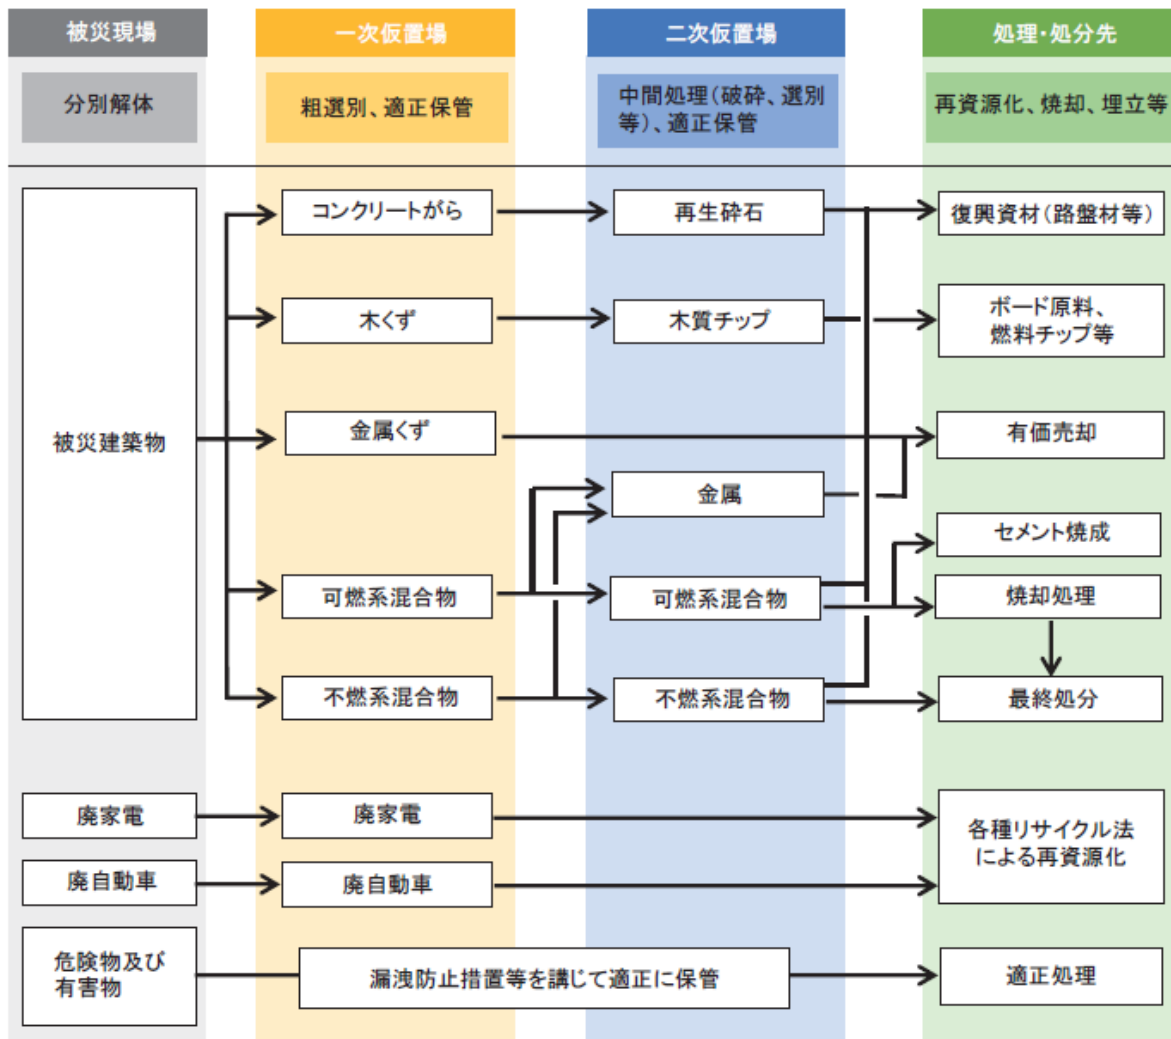 被災現場
一次仮置場
二次仮置場
処理・処分先
分別解体
粗選別、適正保管
中間処理(破砕、選別
等)、適正保管
再資源化、焼却、埋立等
被災建築物
コンクリートがら
再生砕石
復興資材(路盤材等)
木くず
木質チップ
ボード原料、
燃料チップ等
金属くず
有価売却
金属
セメント焼成
可燃系混合物
可燃系混合物
焼却処理
不燃系混合物
不燃系混合物
最終処分
廃家電
廃家電
各種リサイクル法
による再資源化
廃自動車
廃自動車
危険物及び
有害物
漏洩防止措置等を講じて適正に保管
適正処理